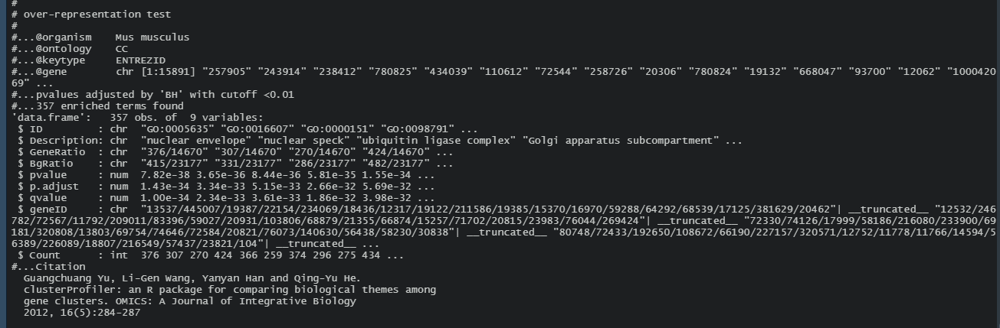 #
# over-representation test
#
#...@organism    Mus musculus
#...@ontology    CC
#...@keytype     ENTREZID
#...@gene        chr [1:15891] "257905" "243914" "238412" "780825" "434039" "110612" "72544" "258726" "20306" "780824" "19132" "668047" "93700" "12062" "1000420
69" ...
#...pvalues adjusted by 'BH' with cutoff <0.01
#...357 enriched terms found
'data.frame':   357 obs. of  9 variables:
 $ ID         : chr  "GO:0005635" "GO:0016607" "GO:0000151" "GO:0098791" ...
 $ Description: chr  "nuclear envelope" "nuclear speck" "ubiquitin ligase complex" "Golgi apparatus subcompartment" ...
 $ GeneRatio  : chr  "376/14670" "307/14670" "270/14670" "424/14670" ...
 $ BgRatio    : chr  "415/23177" "331/23177" "286/23177" "482/23177" ...
 $ pvalue     : num  7.82e-38 3.65e-36 8.44e-36 5.81e-35 1.55e-34 ...
 $ p.adjust   : num  1.43e-34 3.34e-33 5.15e-33 2.66e-32 5.69e-32 ...
 $ qvalue     : num  1.00e-34 2.34e-33 3.61e-33 1.86e-32 3.98e-32 ...
 $ geneID     : chr  "13537/445007/19387/22154/234069/18436/12317/19122/211586/19385/15370/16970/59288/64292/68539/17125/381629/20462"| __truncated__ "12532/246
782/72567/11792/209011/83396/59027/20931/103806/68879/21355/66874/15257/71702/20815/23983/76044/269424"| __truncated__ "72330/74126/17999/58186/216080/233900/69
181/320808/13803/69754/74646/72584/20821/76073/140630/56438/58230/30838"| __truncated__ "80748/72433/192650/108672/66190/227157/320571/12752/11778/11766/14594/5
6389/226089/18807/216549/57437/23821/104"| __truncated__ ...
 $ Count      : int  376 307 270 424 366 259 374 296 275 434 ...
#...Citation
  Guangchuang Yu, Li-Gen Wang, Yanyan Han and Qing-Yu He.
  clusterProfiler: an R package for comparing biological themes among
  gene clusters. OMICS: A Journal of Integrative Biology
  2012, 16(5):284-287